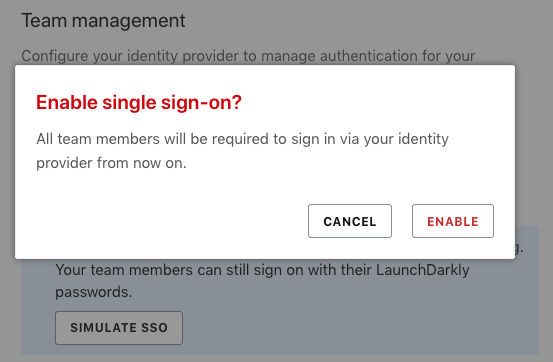 Team management
Configure your identity provider to manage authentication for your
Enable single sign-on?
All team members will be required to sign in via your identity
provider from now on.
CANCEL
ENABLE
g.
Your team members can still sign on with their LaunchDarkly
passwords.
SIMULATE SSO